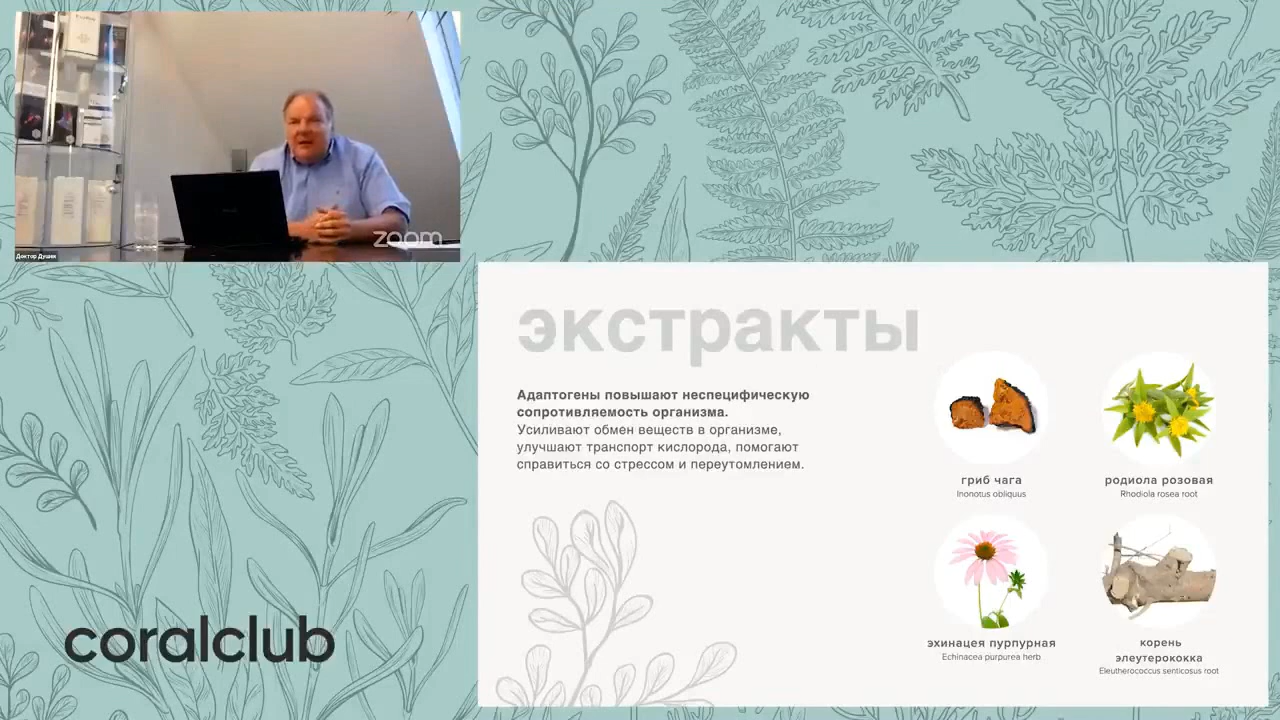 zoom
Доктор Душек
экстракты
Адаптогены повышают неспецифическую
сопротивляемость организма.
Усиливают обмен веществ в организме,
улучшают транспорт кислорода, помогают
справиться со стрессом и переутомлением.
гриб чага
Inonotus obliquus
родиола розовая
Rhodiola rosea root
эхинацея пурпурная
Echinacea purpurea herb
корень
элеутерококка
Eleutherococcus senticosus root
coralclub